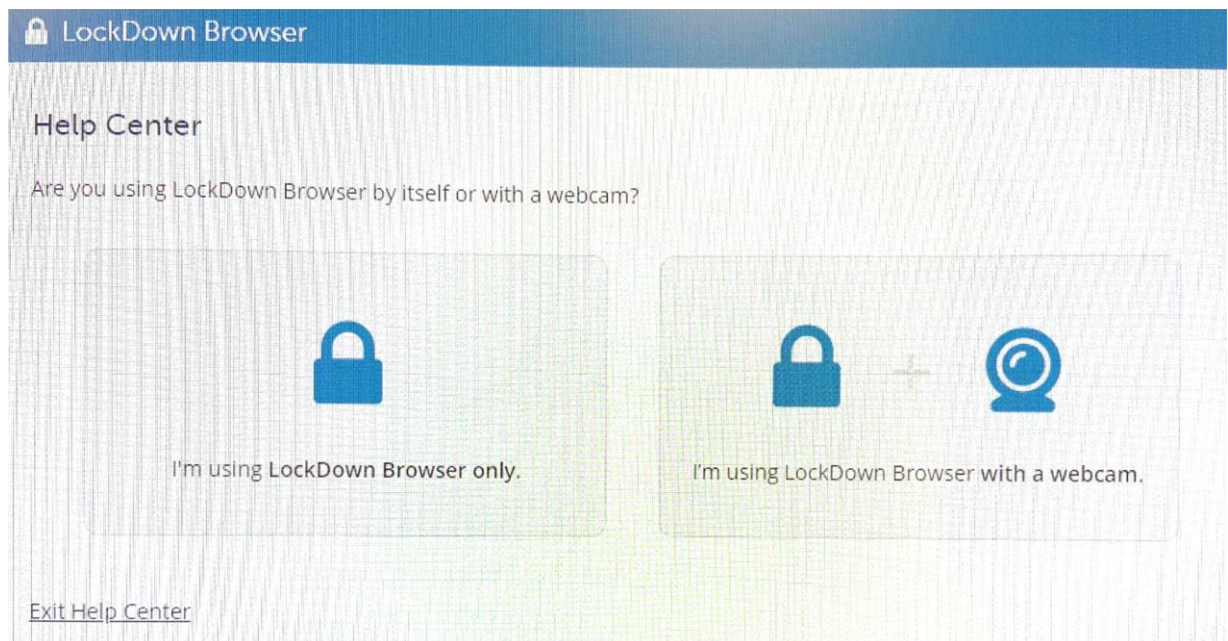 LockDown Browser
Help Center
Are you using LockDown Browser by itself or with a webcam?
I'm using LockDown Browser only.
I'm using LockDown Browser with a webcam.
Exit Help Center